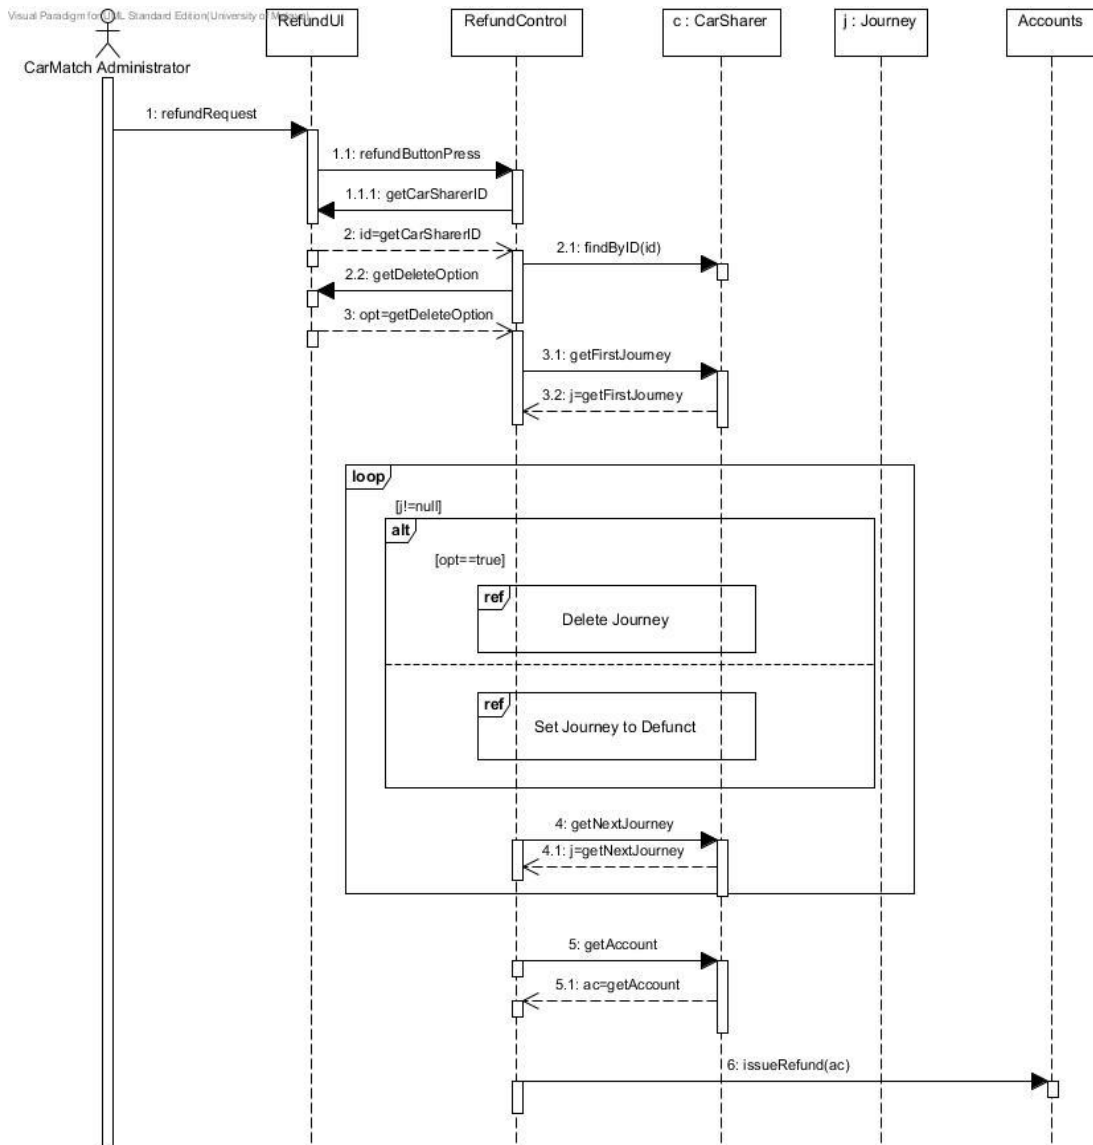 Visual Paradigm for UML Standard Edition(University of
CarMatch Administrator
RefundUI
RefundControl
c : CarSharer
j : Journey
Accounts
1: refundRequest
1.1: refundButtonPress
1.1.1: getCarSharerID
2: id=getCarSharerID
2.1: findByID(id)
2.2: getDeleteOption
3: opt=getDeleteOption
3.1: getFirstJourney
3.2: j=getFirstJourney
loop
[j!=null]
alt
[opt==true]
ref
Delete Journey
ref
Set Journey to Defunct
4: getNextJourney
4.1: j=getNextJourney
5: getAccount
5.1: ac=getAccount
6: issueRefund(ac)